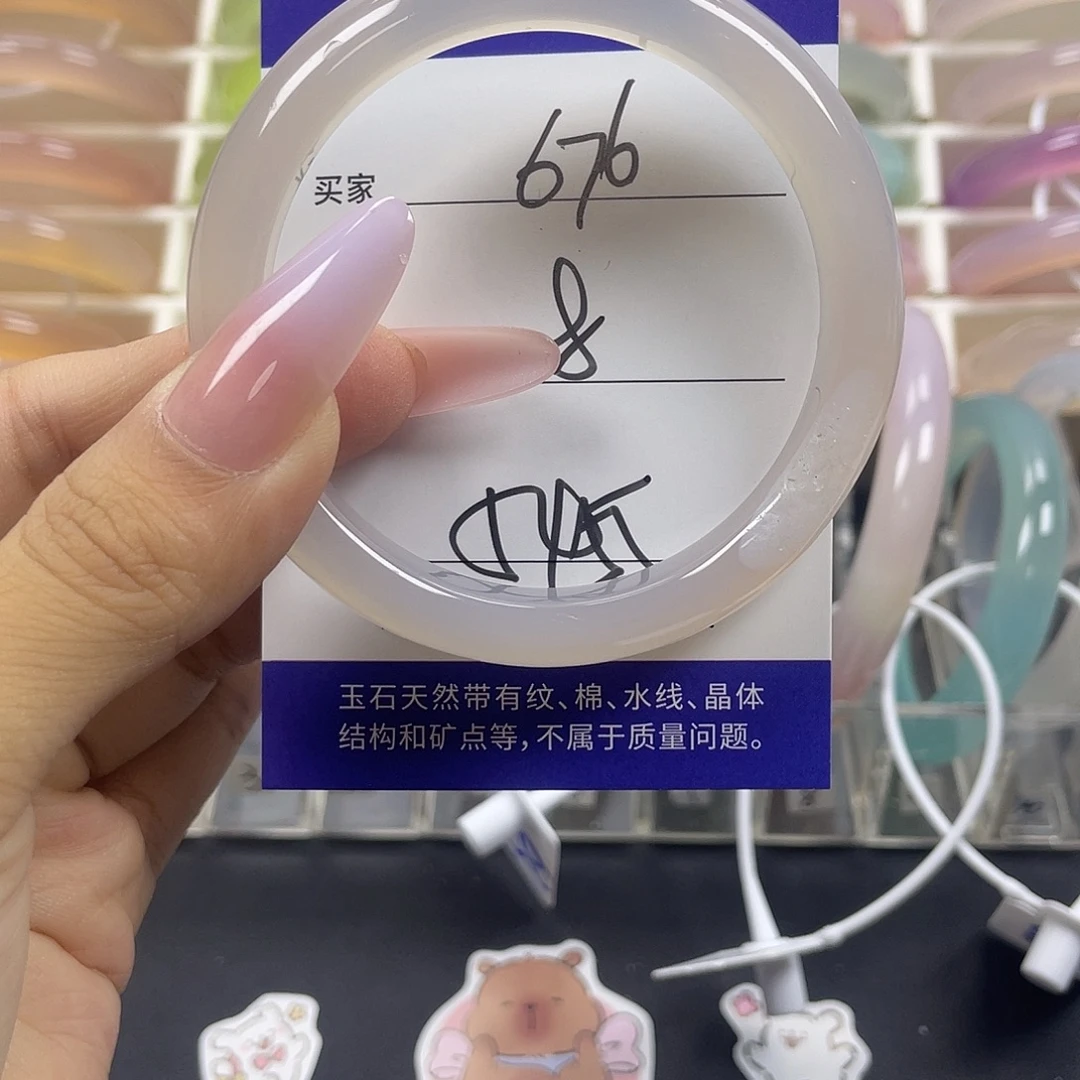 买家 676
8
玉石天然带有纹、棉、水线、晶体
结构和矿点等，不属于质量问题。